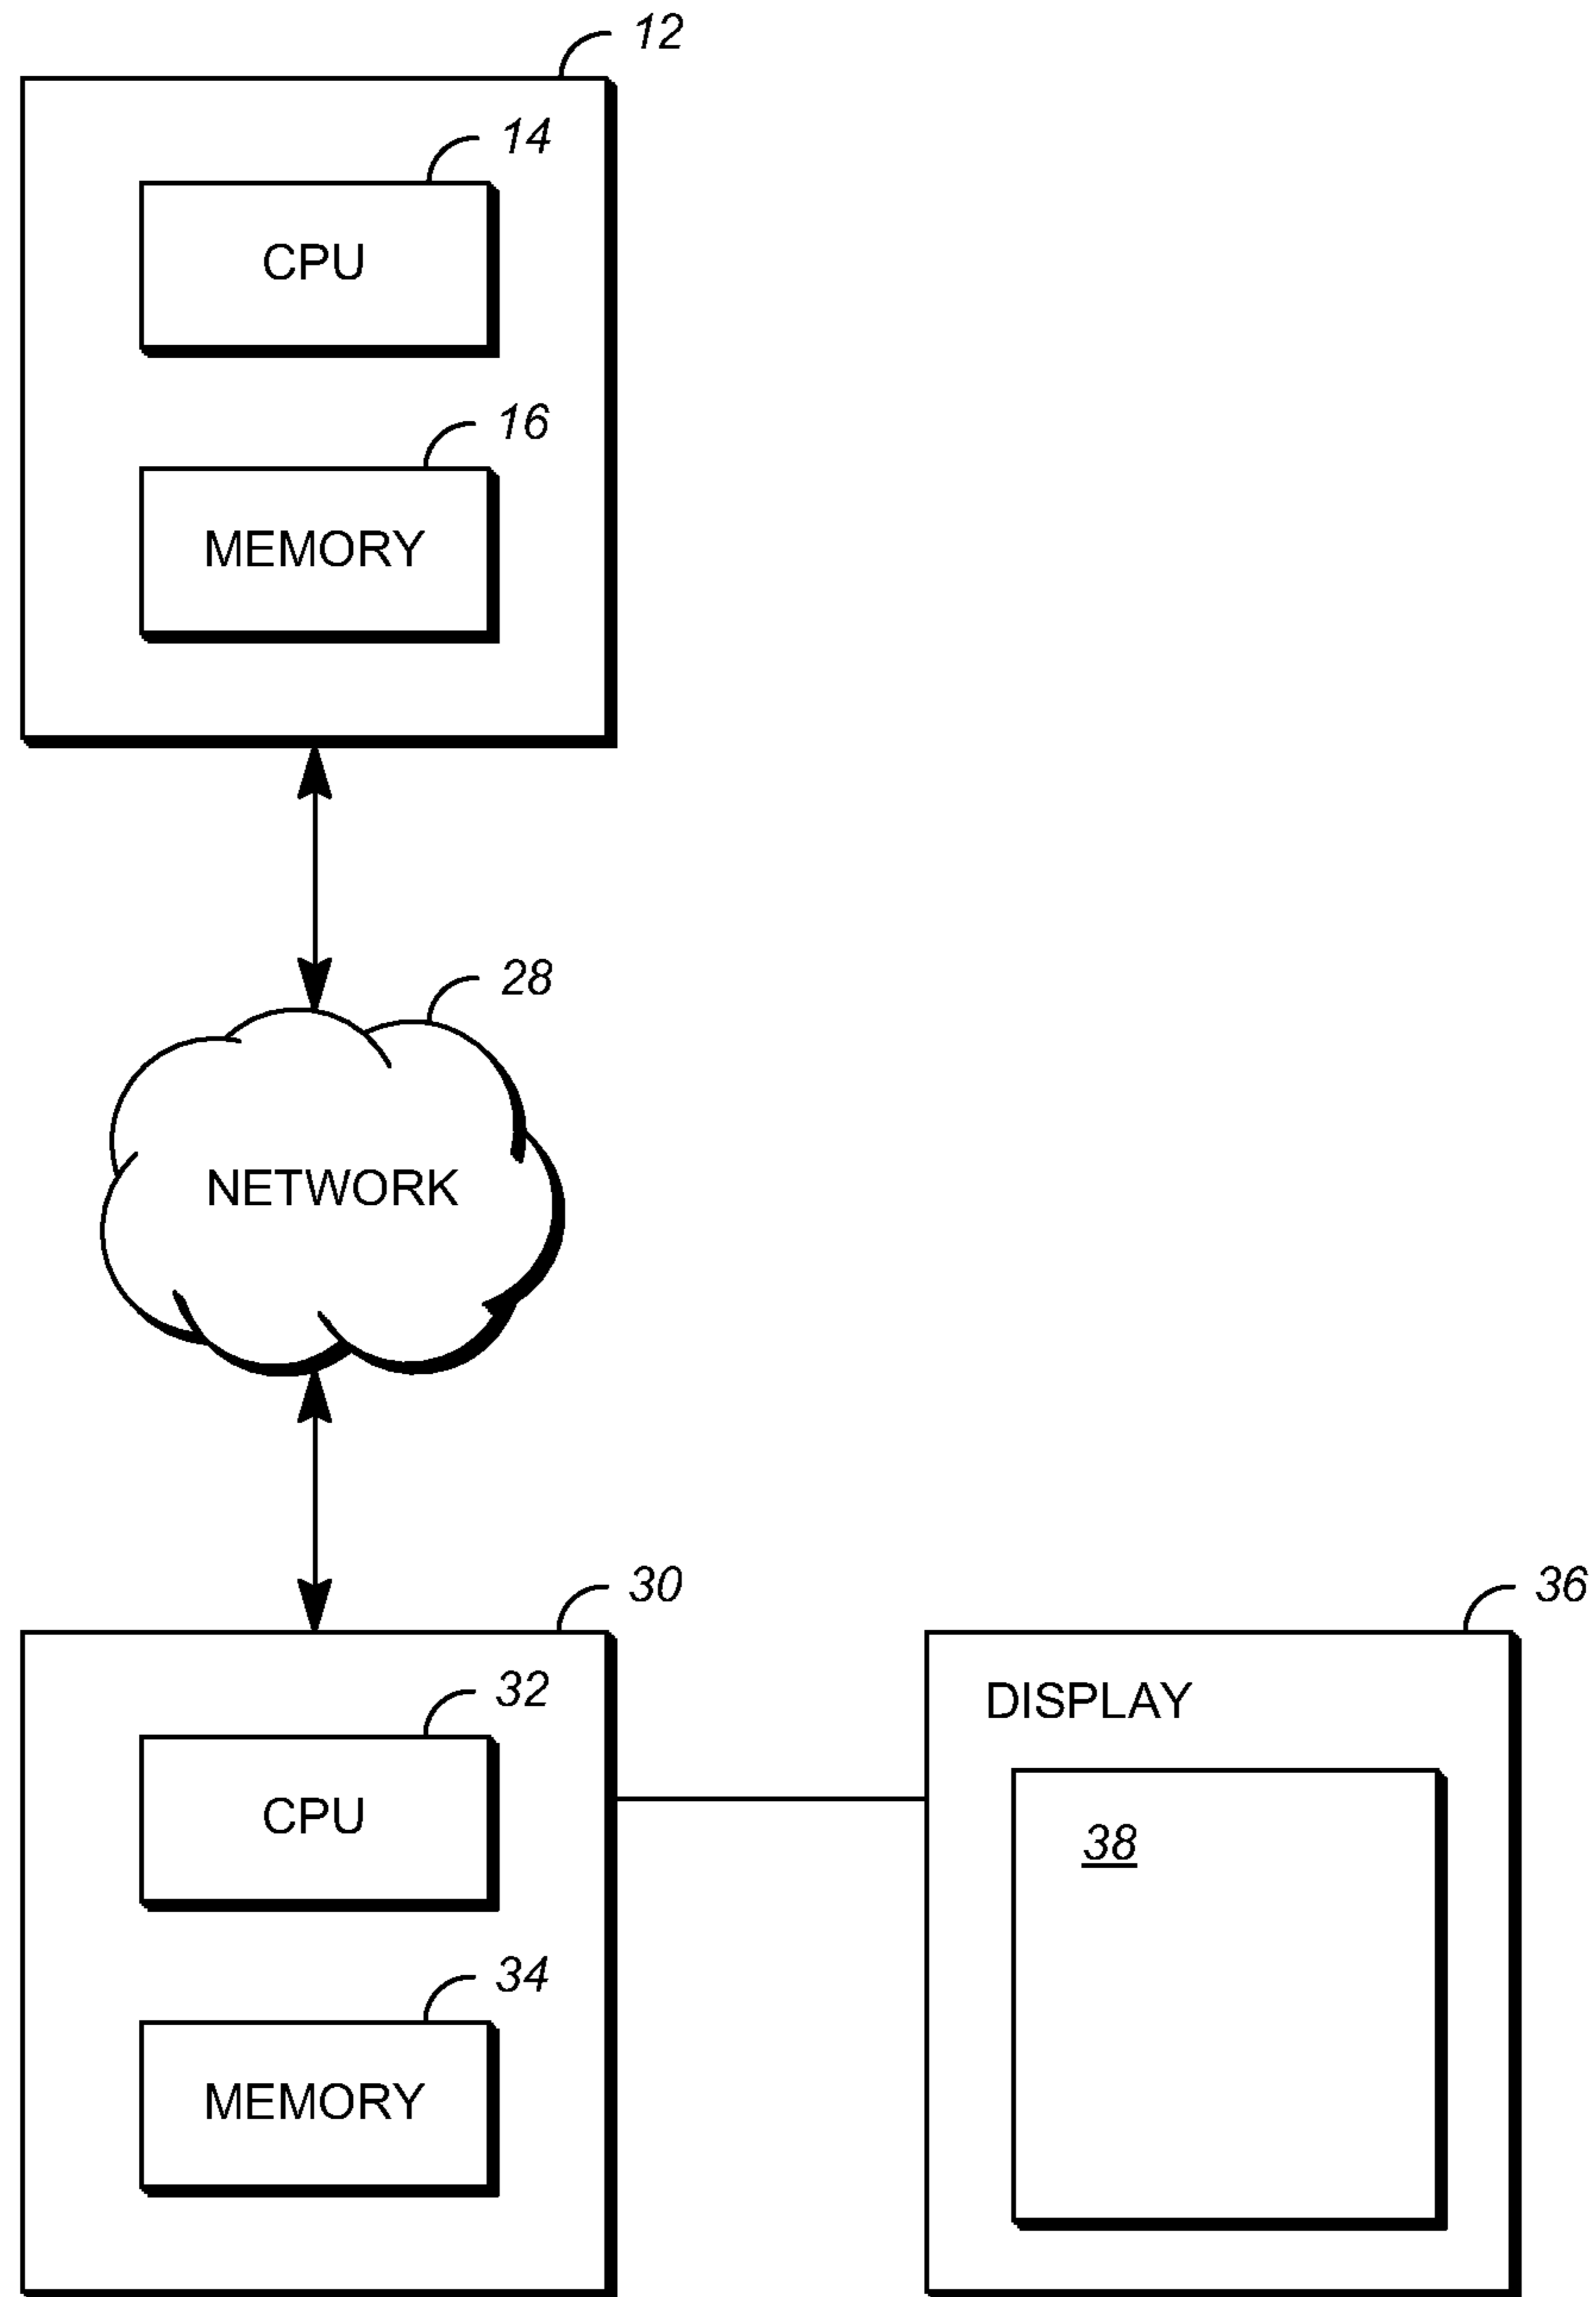 12
14
CPU
16
MEMORY
28
NETWORK
30
36
32
DISPLAY
CPU
38
34
MEMORY